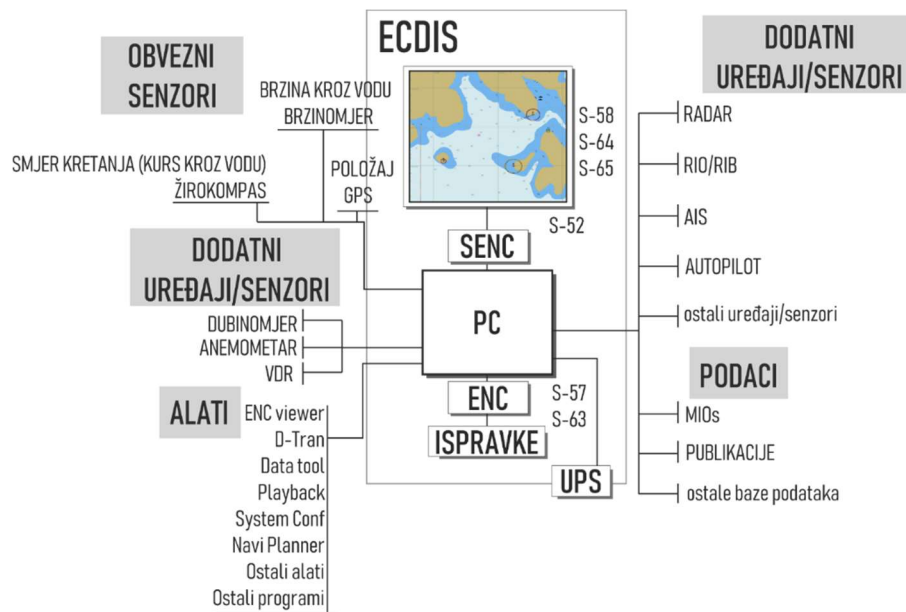 ECDIS
OBVEZNI
SENZORI
BRZINA KROZ VODU
BRZINOMJER
SMJER KRETANJA (KURS KROZ VODU)
ŽIROKOMPAS
POLOŽAJ
GPS
S-58
S-64
S-65
S-52
SENC
PC
ENC
ISPRAVKE
S-57
S-63
UPS
DODATNI
UREĐAJI/SENZORI
DUBINOMJER
ANEMOMETAR
VDR
ALATI
ENC viewer
D-Tran
Data tool
Playback
System Conf
Navi Planner
Ostali alati
Ostali programi
DODATNI
UREĐAJI/SENZORI
RADAR
RIO/RIB
AIS
AUTOPILOT
ostali uređaji/senzori
PODACI
MIOs
PUBLIKACIJE
ostale baze podataka